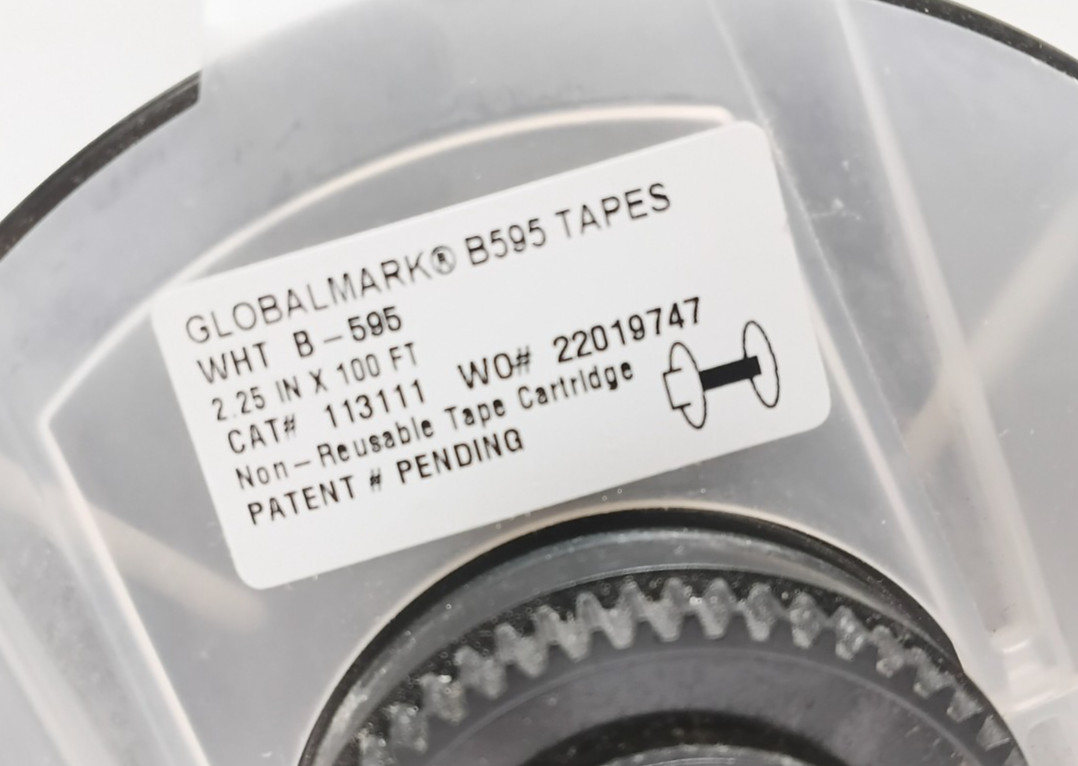 GLOBALMARK® B595 TAPES
WHT B-595
2.25 IN X 100 FT
CAT# 113111 WO# 22019747
Non-Reusable Tape Cartridge
PATENT # PENDING